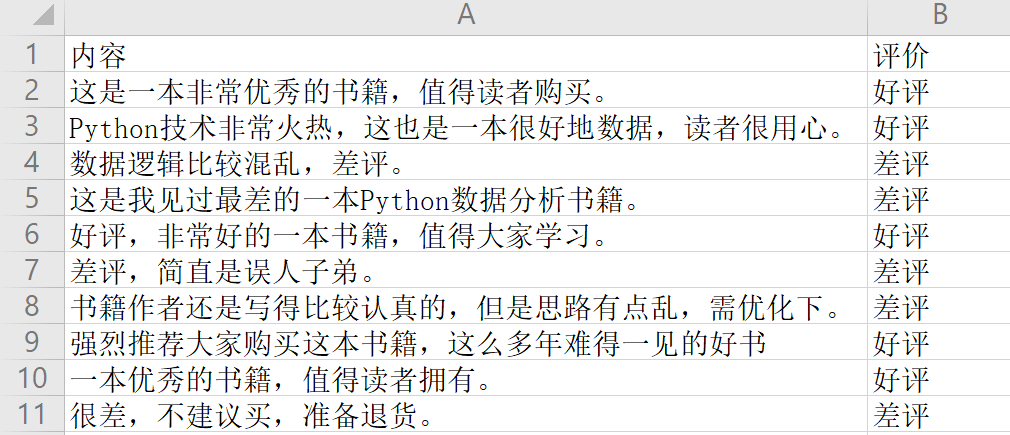 A B
1 内容 评价
2 这是一本非常优秀的书籍，值得读者购买。 好评
3 Python技术非常火热，这也是一本很好地数据，读者很用心。 好评
4 数据逻辑比较混乱，差评。 差评
5 这是我见过最差的一本Python数据分析书籍。 差评
6 好评，非常好的一本书籍，值得大家学习。 好评
7 差评，简直是误人子弟。 差评
8 书籍作者还是写得比较认真的，但是思路有点乱，需优化下。 差评
9 强烈推荐大家购买这本书籍，这么多年难得一见的好书 好评
10 一本优秀的书籍，值得读者拥有。 好评
11 很差，不建议买，准备退货。 差评